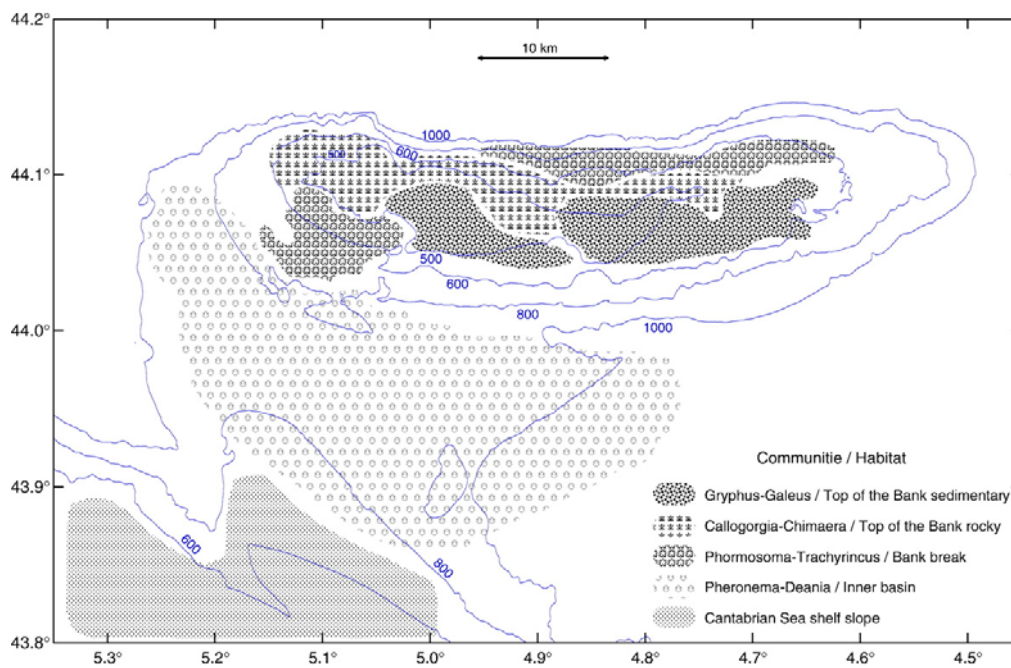 44.2°
10 km
1000
600
44.1°
500
600
800
1000
44.0°
43.9°
600
800
43.8°
Communitie / Habitat
Gryphus-Galeus / Top of the Bank sedimentary
Callogorgia-Chimaera / Top of the Bank rocky
Phormosoma-Trachyrincus / Bank break
Pheronema-Deania / Inner basin
Cantabrian Sea shelf slope
5.3° 5.2° 5.1° 5.0° 4.9° 4.8° 4.7° 4.6° 4.5°